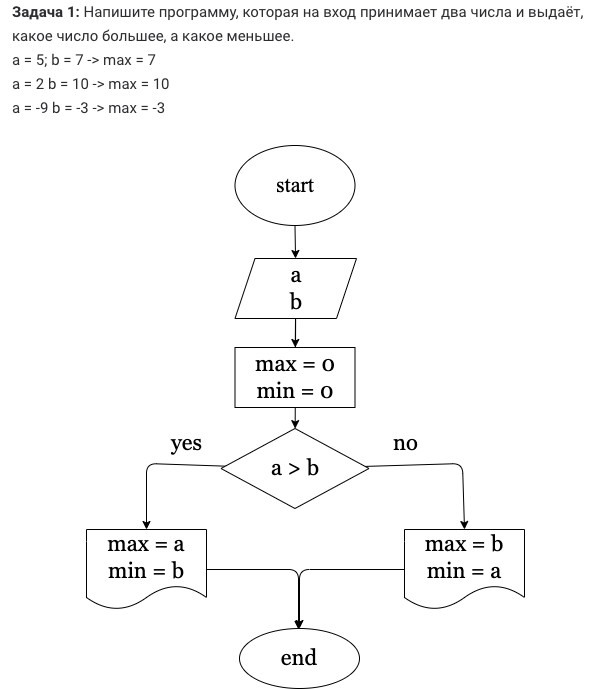 Задача 1: Напишите программу, которая на вход принимает два числа и выдаёт,
какое число большее, а какое меньшее.
a = 5; b = 7 -> max = 7
a = 2 b = 10 -> max = 10
a = -9 b = -3 -> max = -3
start
a
b
max = 0
min = 0
yes
no
a > b
max = a
min = b
max = b
min = a
end